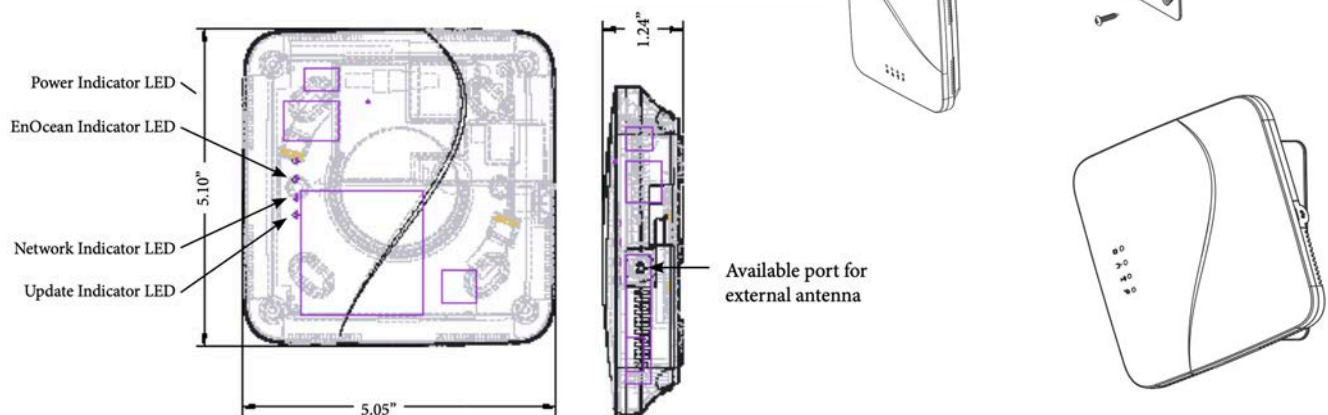 1.24”
Power Indicator LED
EnOcean Indicator LED
5.10”
Network Indicator LED
Update Indicator LED
Available port for
external antenna
5.05”